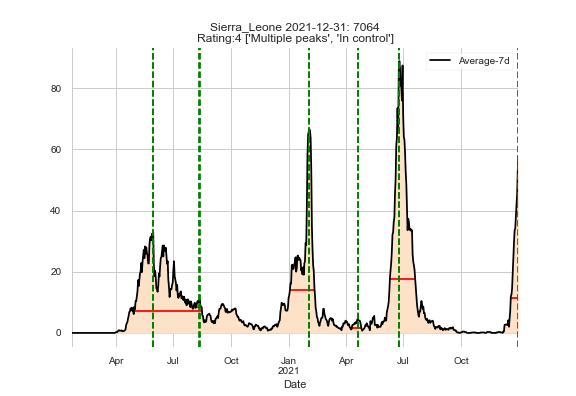 Sierra_Leone 2021-12-31: 7064
Rating:4 ['Multiple peaks', 'In control']
Average-7d
80
60
40
20
0
Apr Jul Oct Jan Apr Jul Oct
2021
Date